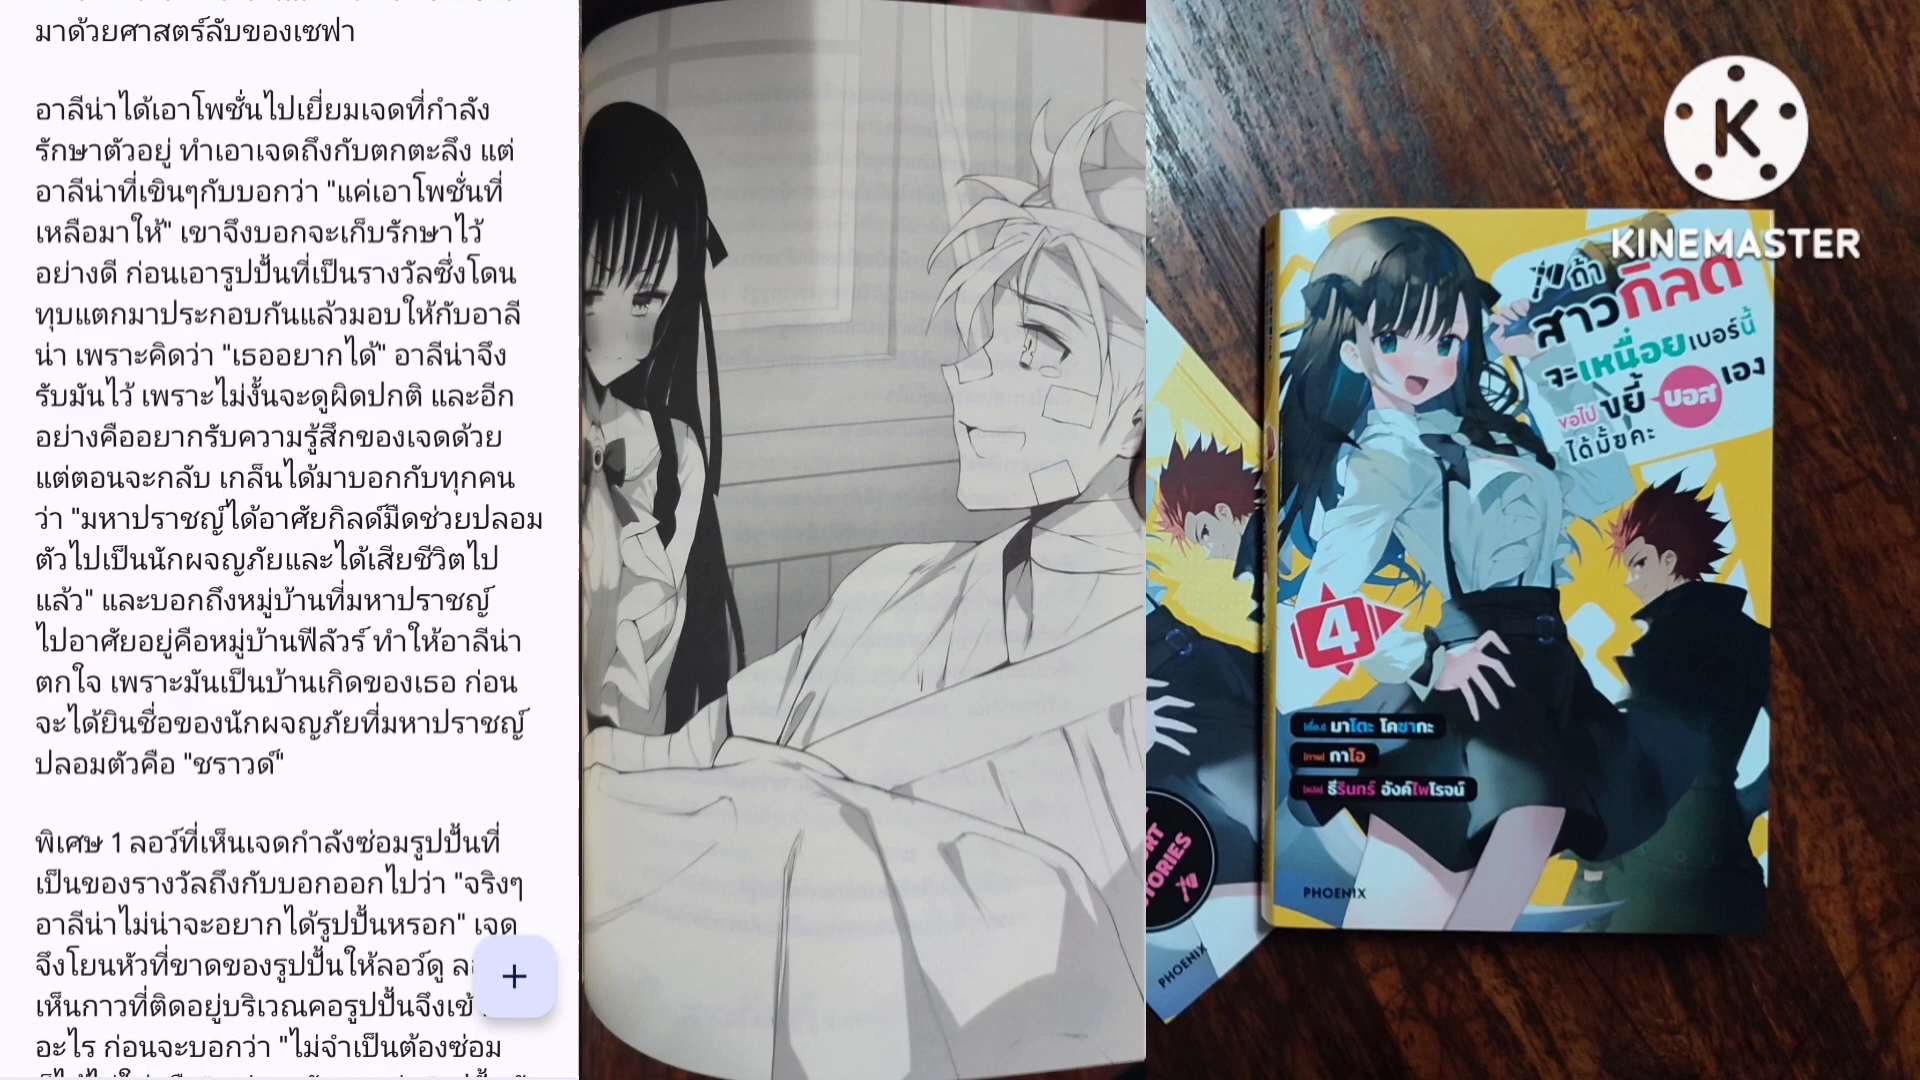 มาด้วยศาสตร์ลับของเซฟา
อาลีน่าได้เอาโพชั่นไปเยี่ยมเจดที่กำลัง
รักษาตัวอยู่ ทำเอาเจดถึงกับตกตะลึง แต่
อาลีน่าที่เขินๆกับบอกว่า "แค่เอาโพชั่นที่
เหลือมาให้" เขาจึงบอกจะเก็บรักษาไว้
อย่างดี ก่อนเอารูปปั้นที่เป็นรางวัลซึ่งโดน
ทุบแตกมาประกอบกันแล้วมอบให้กับอาลี
น่า เพราะคิดว่า "เธออยากได้" อาลีน่าจึง
รับมันไว้ เพราะไม่งั้นจะดูผิดปกติ และอีก
อย่างคืออยากรับความรู้สึกของเจดด้วย
แต่ตอนจะกลับ เกล็นได้มาบอกกับทุกคน
ว่า "มหาปราชญ์ได้อาศัยกิลด์มืดช่วยปลอม
ตัวไปเป็นนักผจญภัยและได้เสียชีวิตไป
แล้ว" และบอกถึงหมู่บ้านที่มหาปราชญ์
ไปอาศัยอยู่คือหมู่บ้านฟีลัวร์ ทำให้อาลีน่า
ตกใจ เพราะมันเป็นบ้านเกิดของเธอ ก่อน
จะได้ยินชื่อของนักผจญภัยที่มหาปราชญ์
ปลอมตัวคือ "ชราวด์"
พิเศษ 1 ลอว์ที่เห็นเจดกำลังซ่อมรูปปั้นที่
เป็นของรางวัลถึงกับบอกออกไปว่า "จริงๆ
อาลีน่าไม่น่าจะอยากได้รูปปั้นหรอก" เจด
จึงโยนหัวที่ขาดของรูปปั้นให้ลอว์ดู
เห็นกาวที่ติดอยู่บริเวณคอรูปปั้นจึงเข้
อะไร ก่อนจะบอกว่า "ไม่จำเป็นต้องซ่อม
+
K
KINEMASTER
ถ้า
สาวกิลด์
จะเหนื่อยเบอร์นี้
ขอไปขยี้บอสเอง
ได้มั้ยคะ
4
[เรื่อง] มาโตะ โคซากะ
[ภาพ] กาโอ
[แปล] ธีรินทร์ อังค์ไพโรจน์
PHOENIX
STORIES
PHOENIX